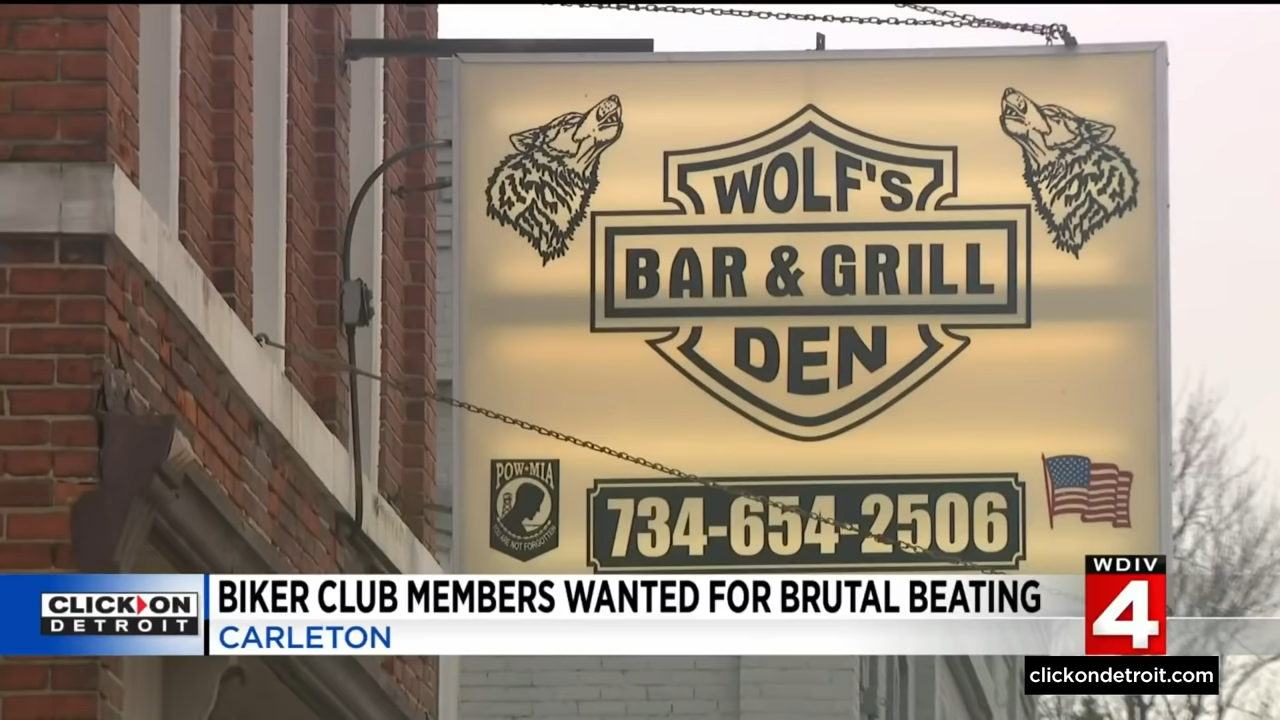 WOLF'S
BAR & GRILL
DEN
POW★MIA
YOU ARE NOT FORGOTTEN
734-654-2506
CLICK ON
DETROIT
BIKER CLUB MEMBERS WANTED FOR BRUTAL BEATING
CARLETON
WDIV
4
clickondetroit.com